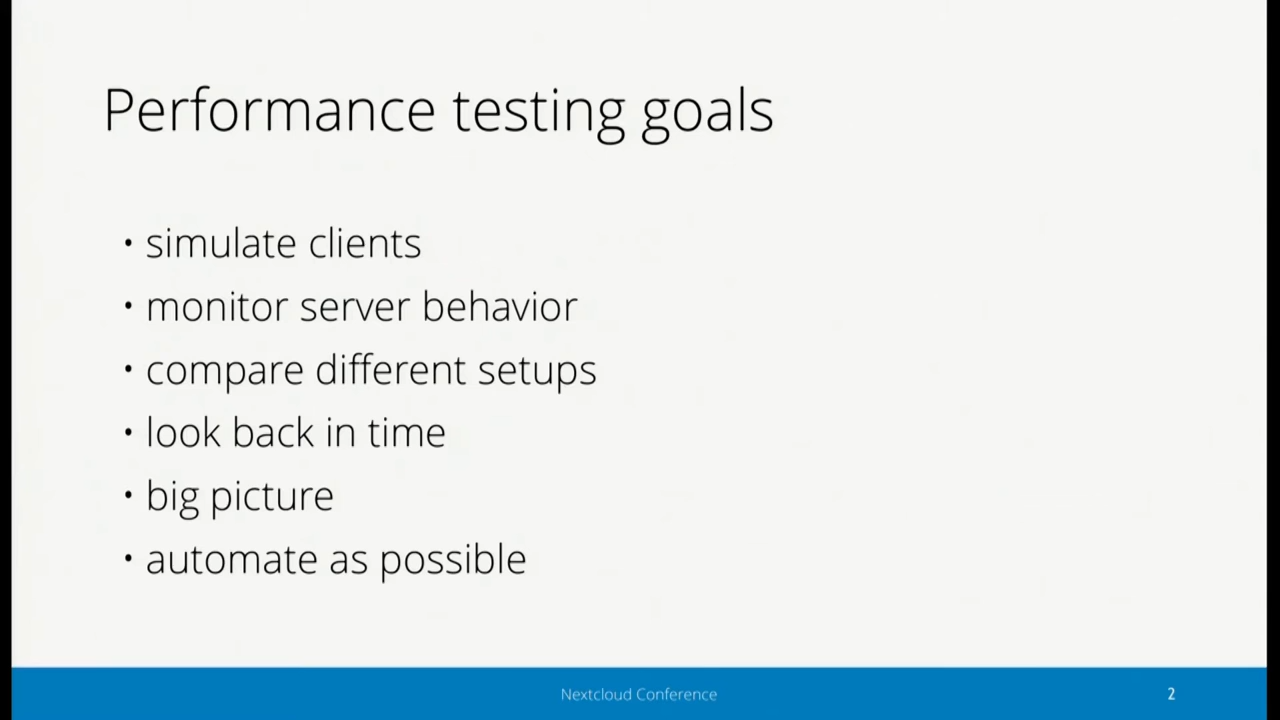 Performance testing goals
• simulate clients
• monitor server behavior
• compare different setups
• look back in time
• big picture
• automate as possible
Nextcloud Conference
2